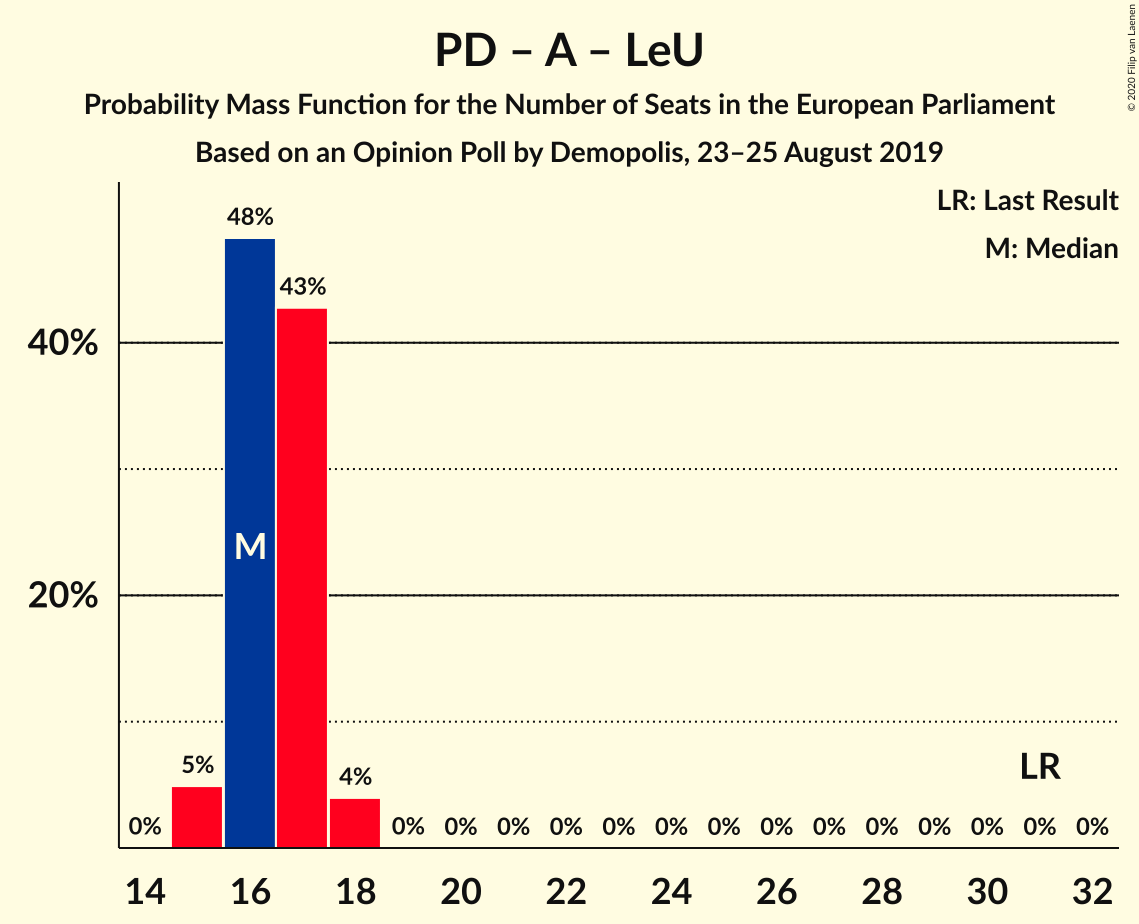 PD – A – LeU
Probability Mass Function for the Number of Seats in the European Parliament
Based on an Opinion Poll by Demopolis, 23–25 August 2019
© 2020 Filip van Laenen
LR: Last Result
M: Median
48%
43%
40%
M
20%
5%
4%
LR
0% 0% 0% 0% 0% 0% 0% 0% 0% 0% 0% 0% 0% 0% 0%
14 16 18 20 22 24 26 28 30 32